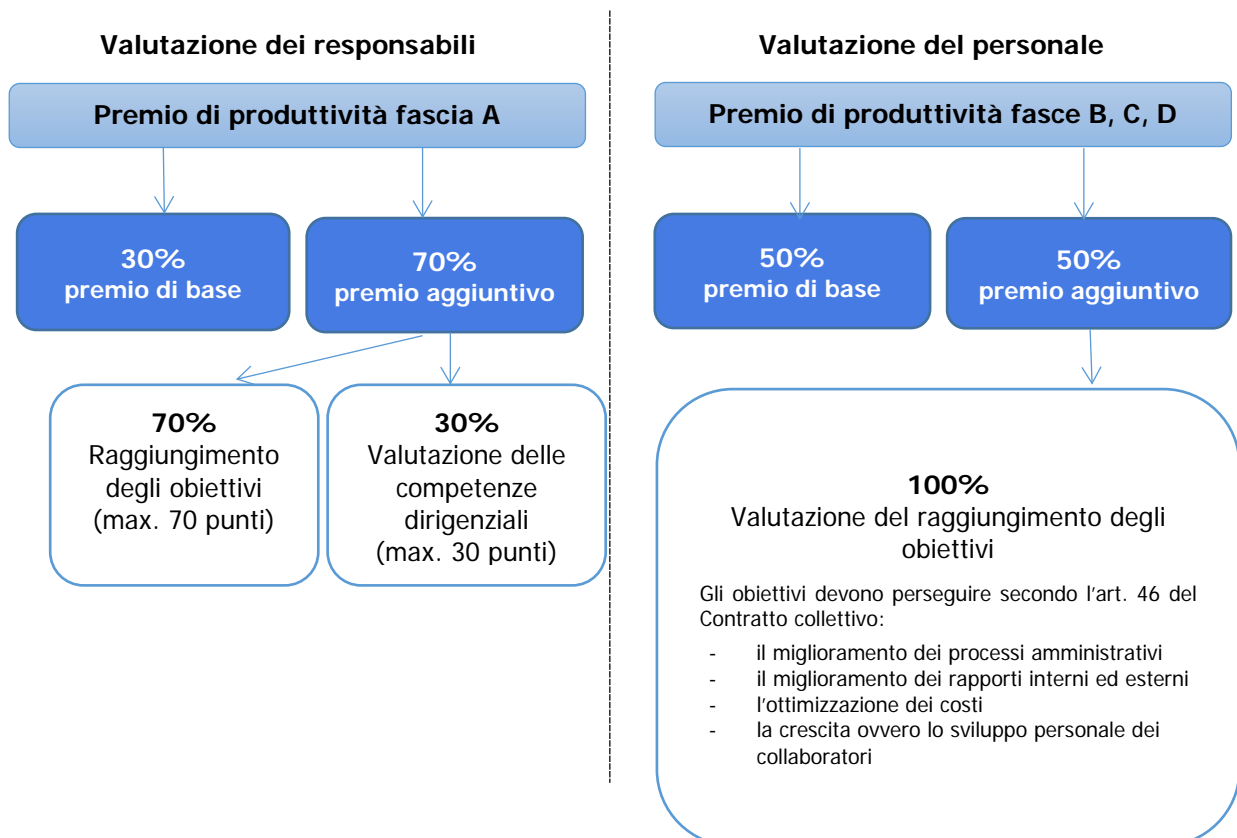 Valutazione dei responsabili
Premio di produttività fascia A
30%
premio di base
70%
premio aggiuntivo
70%
Raggiungimento
degli obiettivi
(max. 70 punti)
30%
Valutazione delle
competenze
dirigenziali
(max. 30 punti)
Valutazione del personale
Premio di produttività fasce B, C, D
50%
premio di base
50%
premio aggiuntivo
100%
Valutazione del raggiungimento degli
obiettivi
Gli obiettivi devono perseguire secondo l'art. 46 del
Contratto collettivo:
- il miglioramento dei processi amministrativi
- il miglioramento dei rapporti interni ed esterni
- l'ottimizzazione dei costi
- la crescita ovvero lo sviluppo personale dei
collaboratori